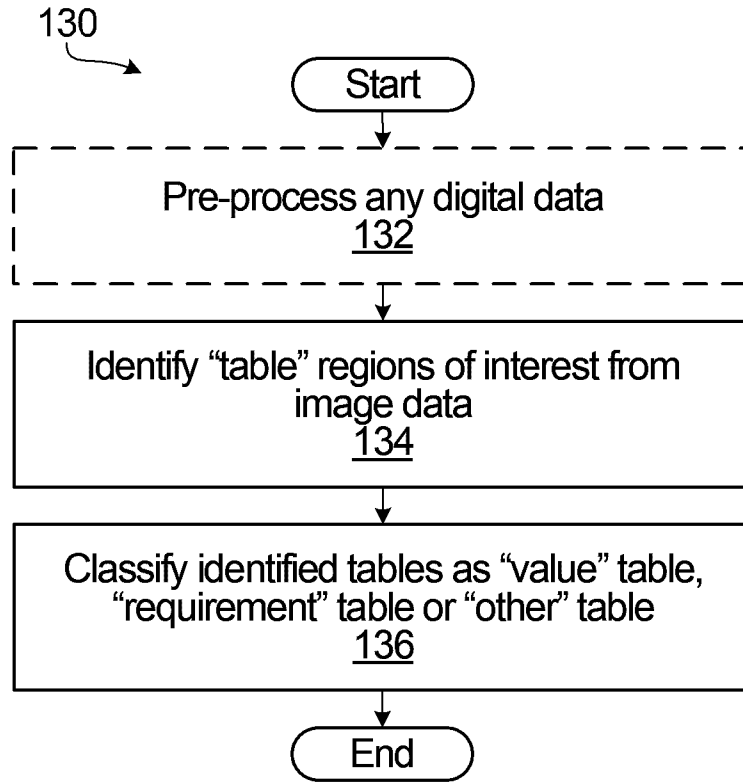 130
Start
Pre-process any digital data
132
Identify “table” regions of interest from
image data
134
Classify identified tables as “value” table,
“requirement” table or “other” table
136
End